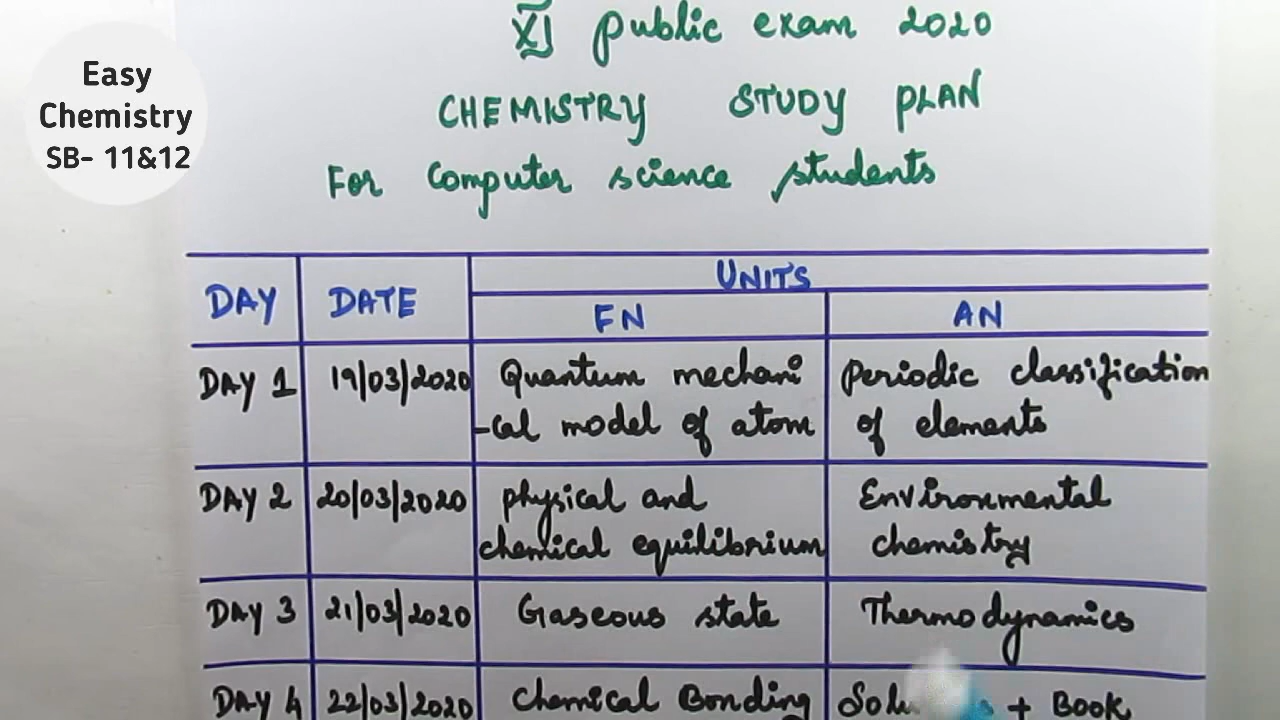 Easy
Chemistry
SB- 11&12
XI public exam 2020
CHEMISTRY STUDY PLAN
For Computer science students
DAY DATE UNITS
FN AN
DAY 1 19/03/2020 Quantum mechani Periodic classification
-cal model of atom of elements
DAY 2 20/03/2020 physical and Environmental
chemical equilibrium chemistry
DAY 3 21/03/2020 Gaseous state Thermodynamics
DAY 4 22/03/2020 Chemical Bonding + Book